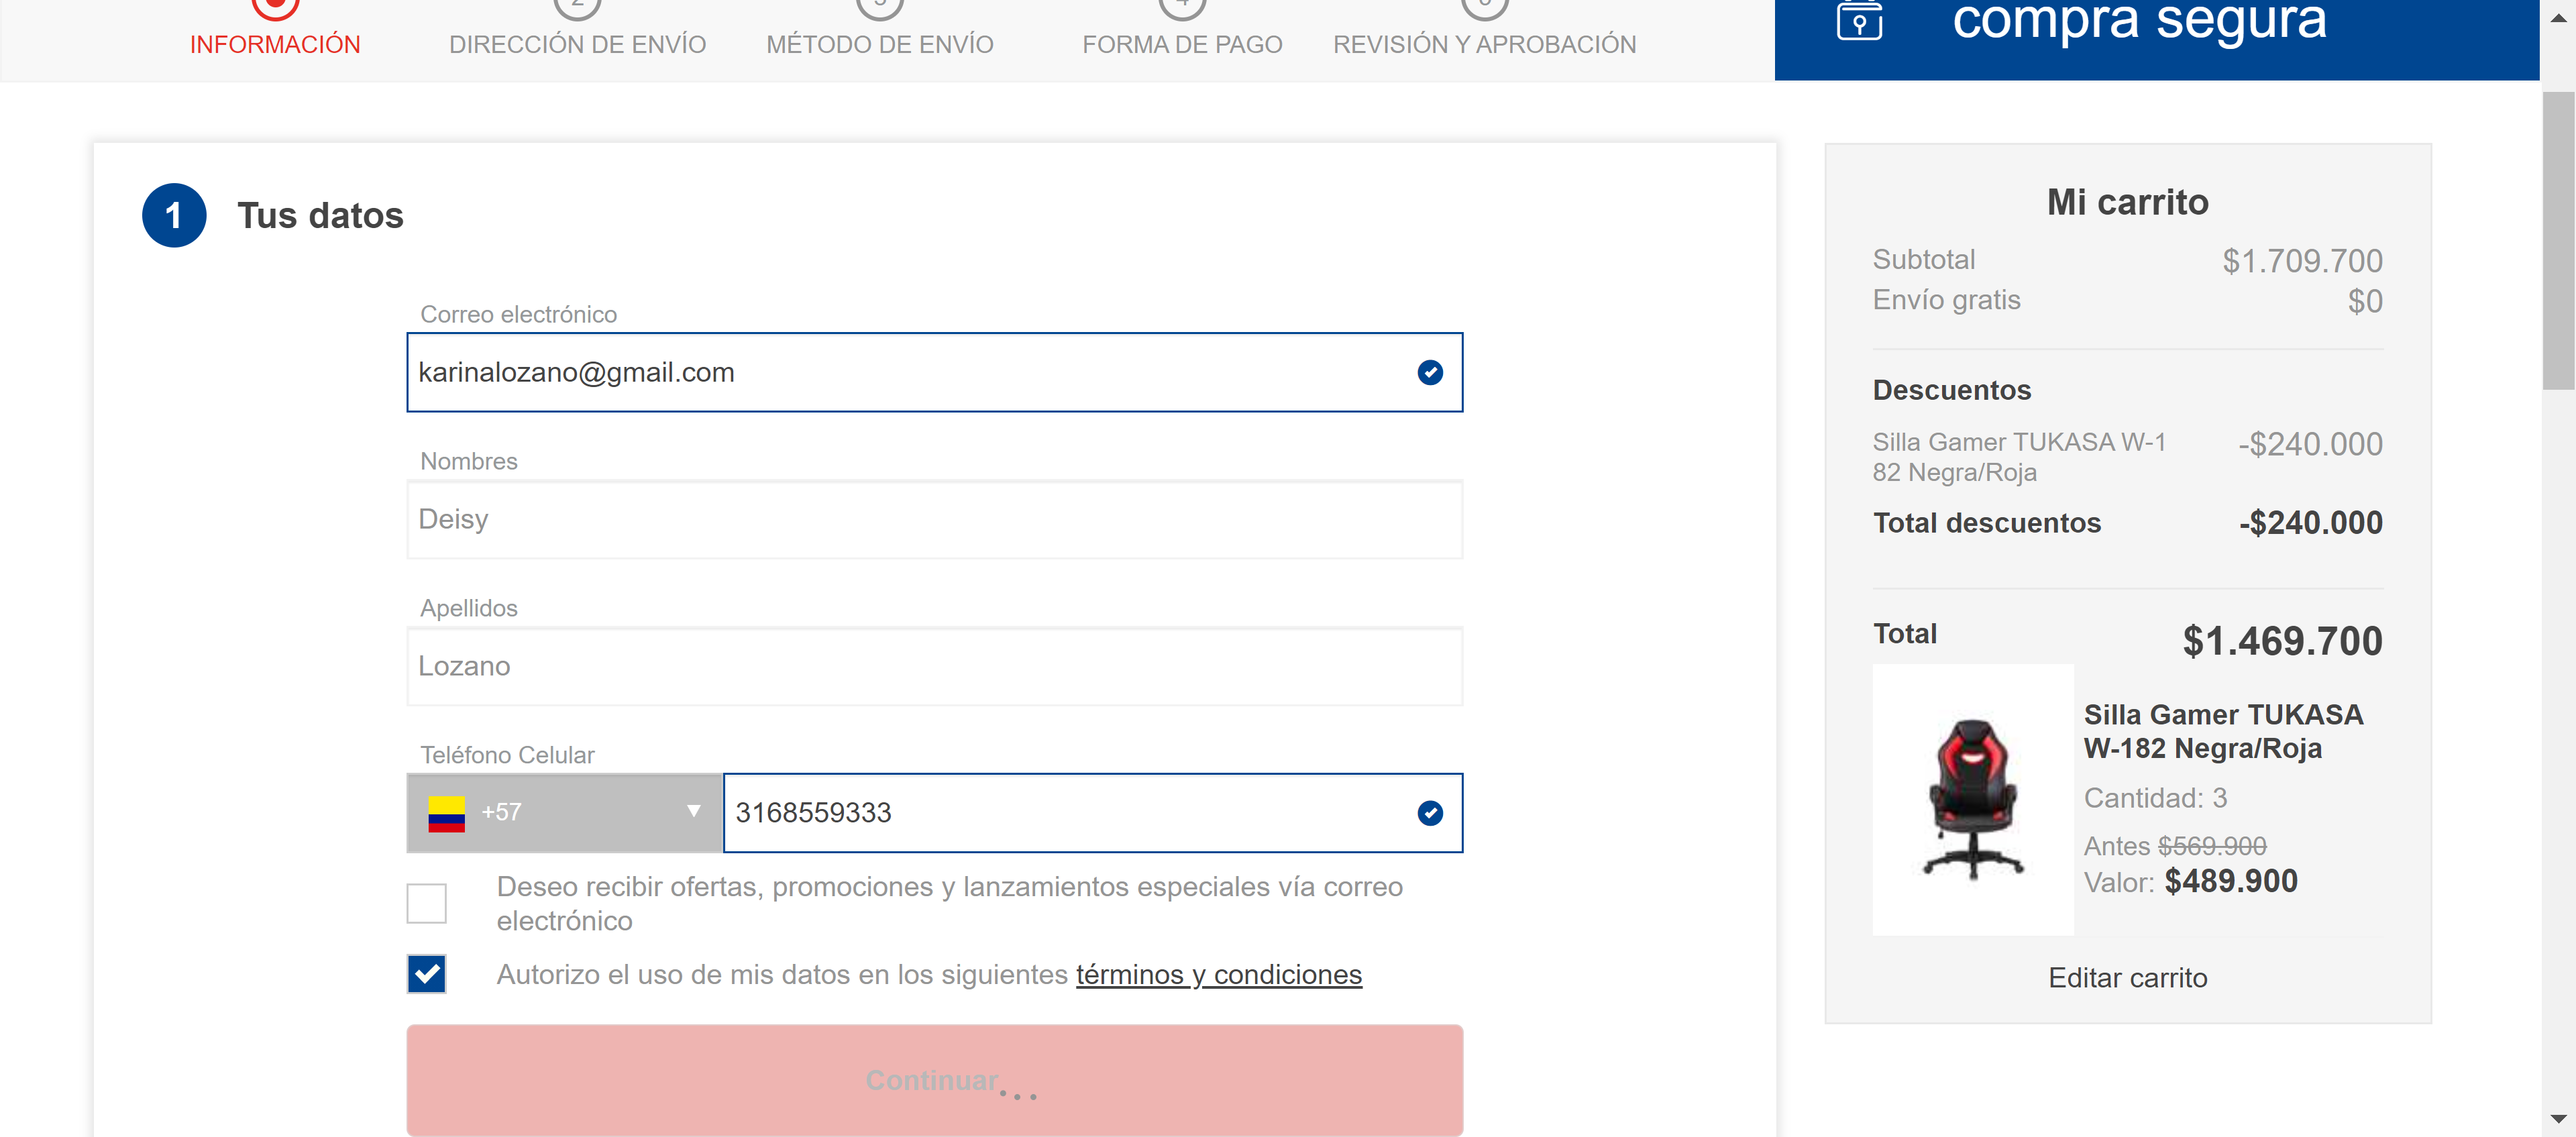 compra segura
INFORMACIÓN
DIRECCIÓN DE ENVÍO
MÉTODO DE ENVÍO
FORMA DE PAGO
REVISIÓN Y APROBACIÓN
1 Tus datos
Correo electrónico
karinalozano@gmail.com
Nombres
Deisy
Apellidos
Lozano
Teléfono Celular
+57 3168559333
Deseo recibir ofertas, promociones y lanzamientos especiales vía correo
electrónico
Autorizo el uso de mis datos en los siguientes términos y condiciones
Continuar...
Mi carrito
Subtotal $1.709.700
Envío gratis $0
Descuentos
Silla Gamer TUKASA W-1 -$240.000
82 Negra/Roja
Total descuentos -$240.000
Total $1.469.700
Silla Gamer TUKASA
W-182 Negra/Roja
Cantidad: 3
Antes $569.900
Valor: $489.900
Editar carrito